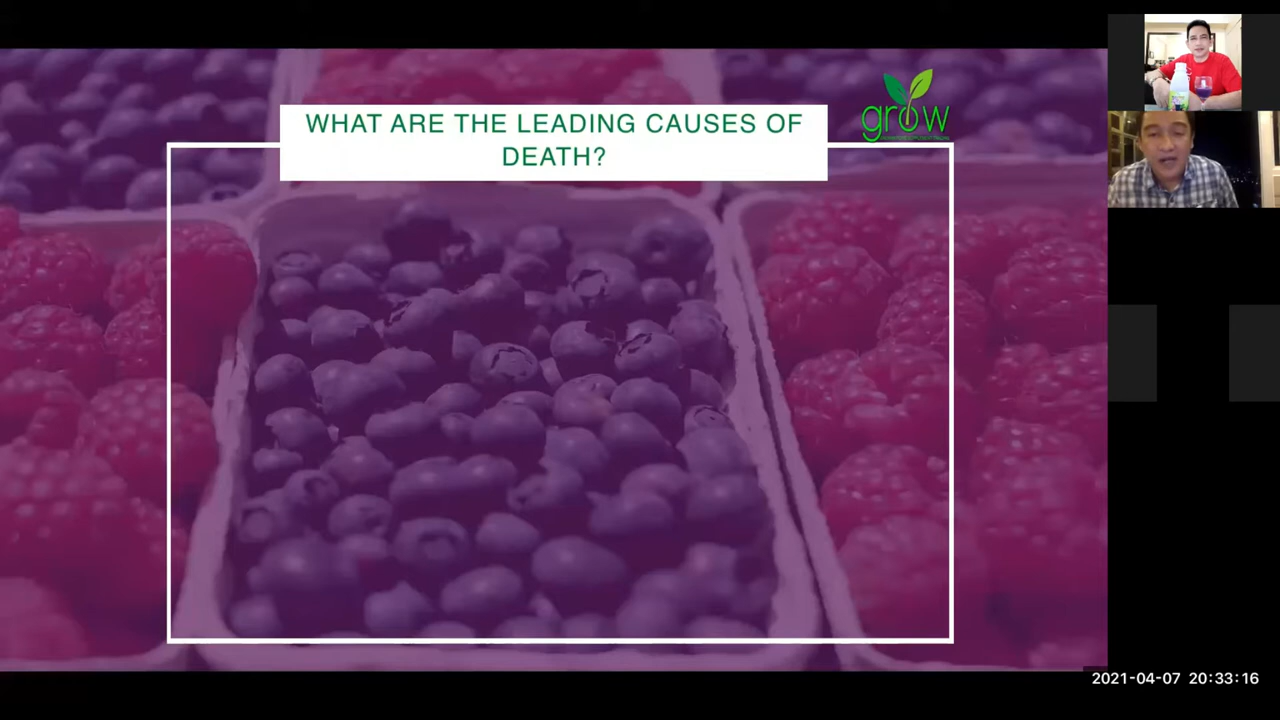 WHAT ARE THE LEADING CAUSES OF
DEATH?
grow
2021-04-07 20:33:16